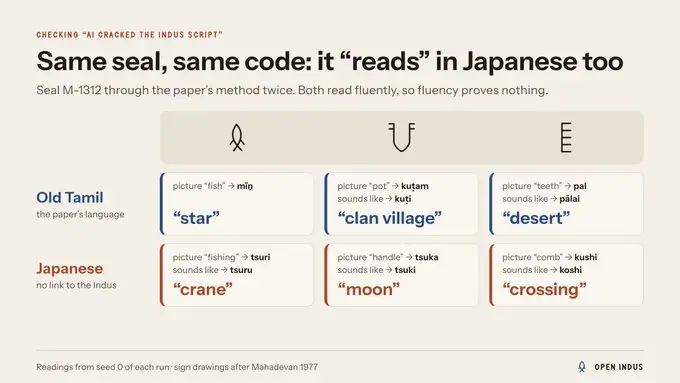 CHECKING “AI CRACKED THE INDUS SCRIPT”
Same seal, same code: it “reads” in Japanese too
Seal M-1312 through the paper’s method twice. Both read fluently, so fluency proves nothing.
Old Tamil
the paper’s language
picture “fish” → mīṉ
“star”
picture “pot” → kuṭam
sounds like → kuṭi
“clan village”
picture “teeth” → pal
sounds like → pālai
“desert”
Japanese
no link to the Indus
picture “fishing” → tsuri
sounds like → tsuru
“crane”
picture “handle” → tsuka
sounds like → tsuki
“moon”
picture “comb” → kushi
sounds like → koshi
“crossing”
Readings from seed 0 of each run · sign drawings after Mahadevan 1977
OPEN INDUS